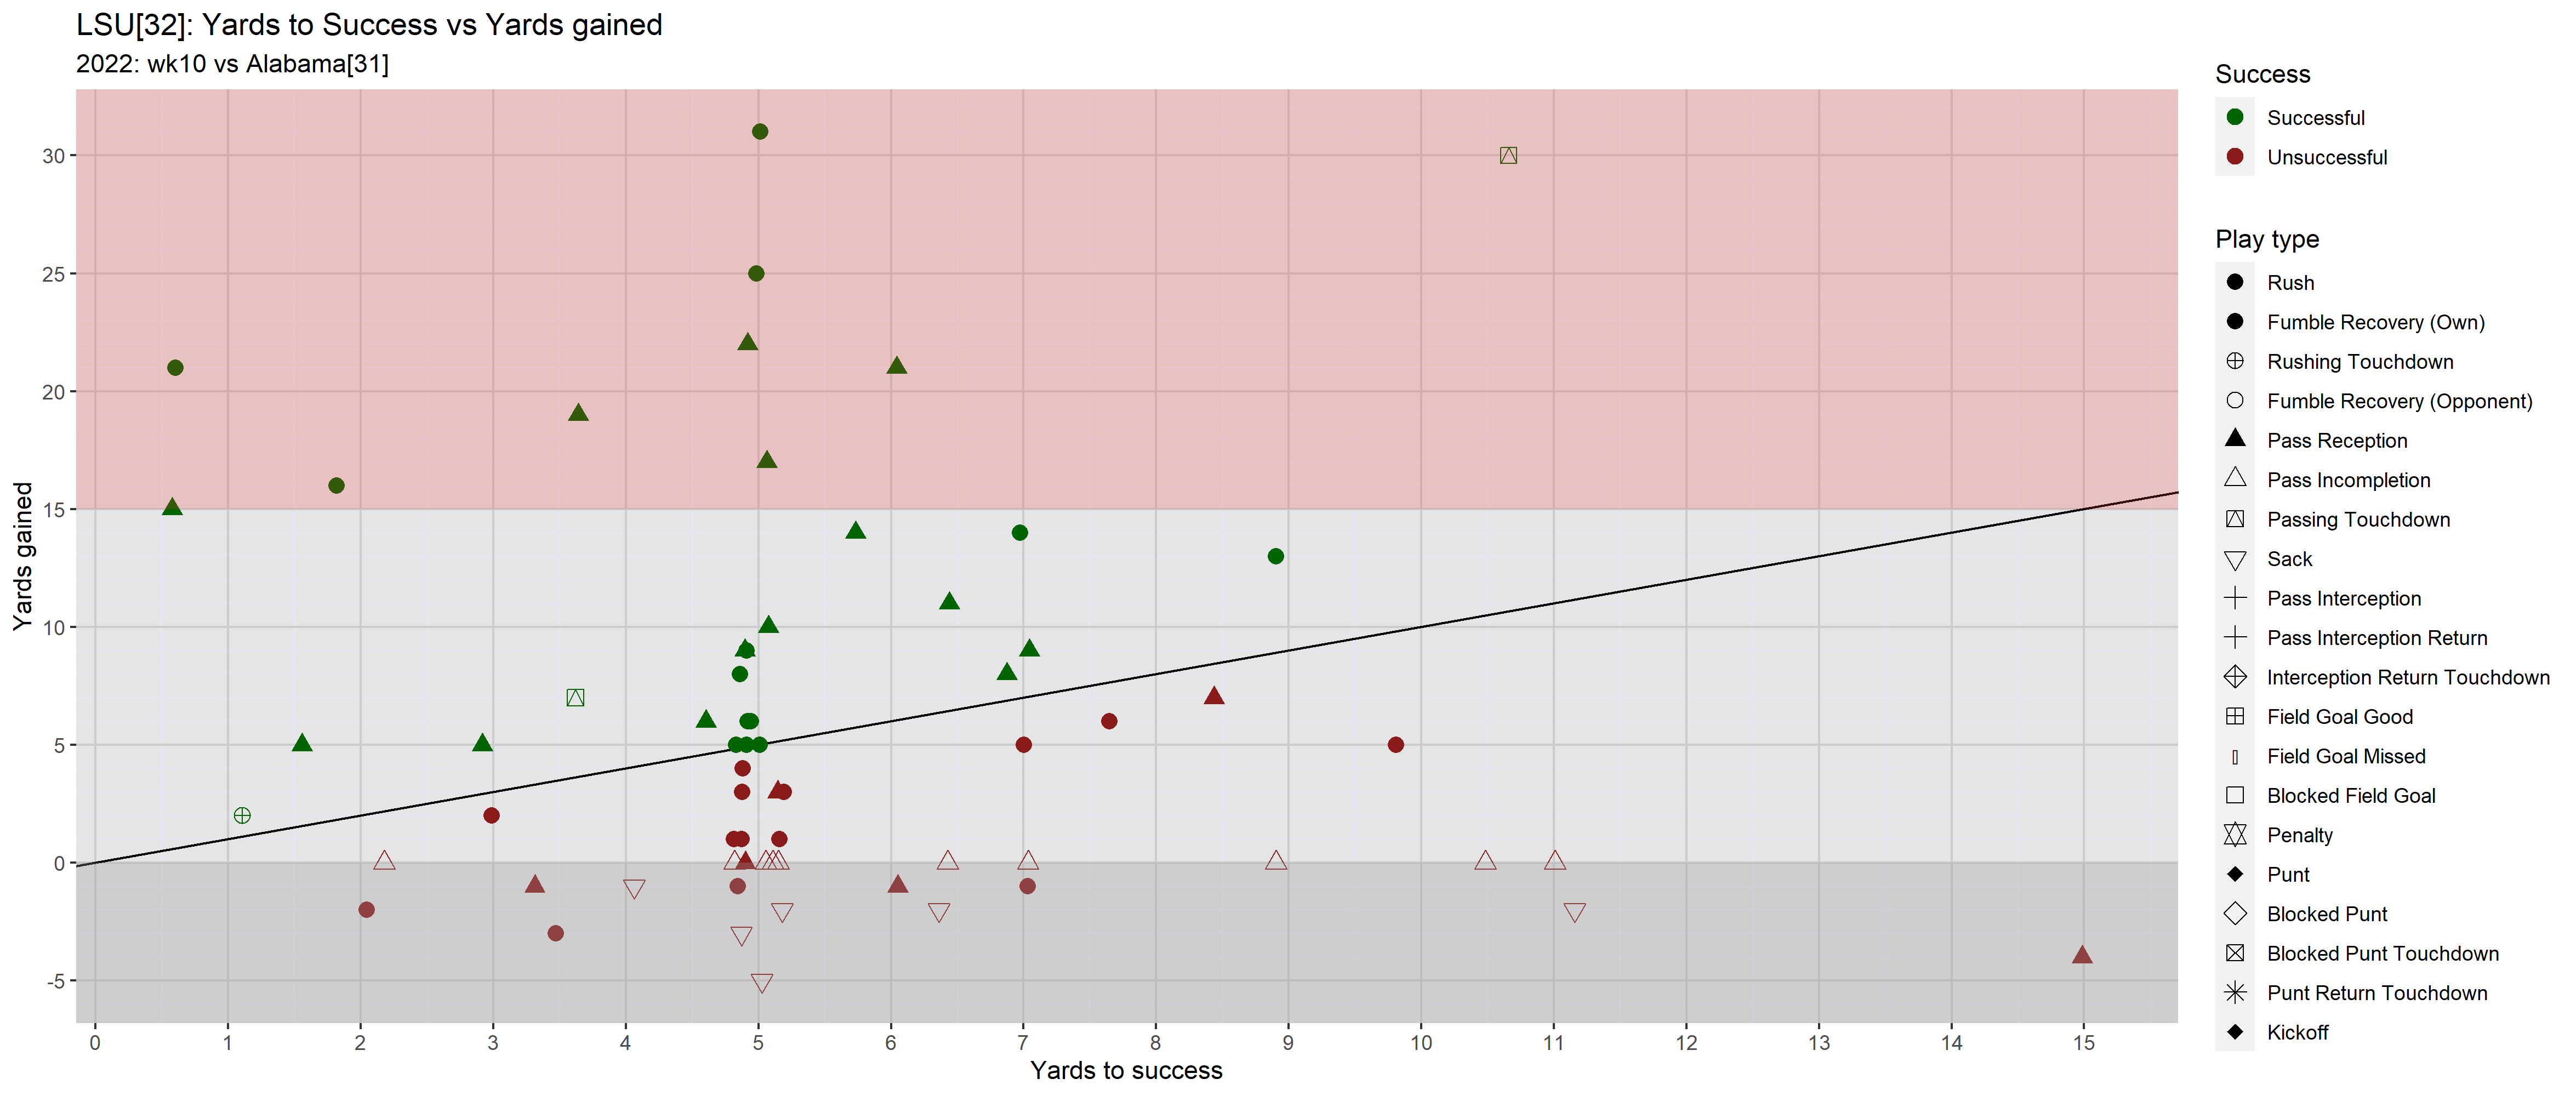 LSU[32]: Yards to Success vs Yards gained
2022: wk10 vs Alabama[31]
Yards gained
30
25
20
15
10
5
0
-5
0 1 2 3 4 5 6 7 8 9 10 11 12 13 14 15
Yards to success
Success
Successful
Unsuccessful
Play type
Rush
Fumble Recovery (Own)
Rushing Touchdown
Fumble Recovery (Opponent)
Pass Reception
Pass Incompletion
Passing Touchdown
Sack
Pass Interception
Pass Interception Return
Interception Return Touchdown
Field Goal Good
Field Goal Missed
Blocked Field Goal
Penalty
Punt
Blocked Punt
Blocked Punt Touchdown
Punt Return Touchdown
Kickoff